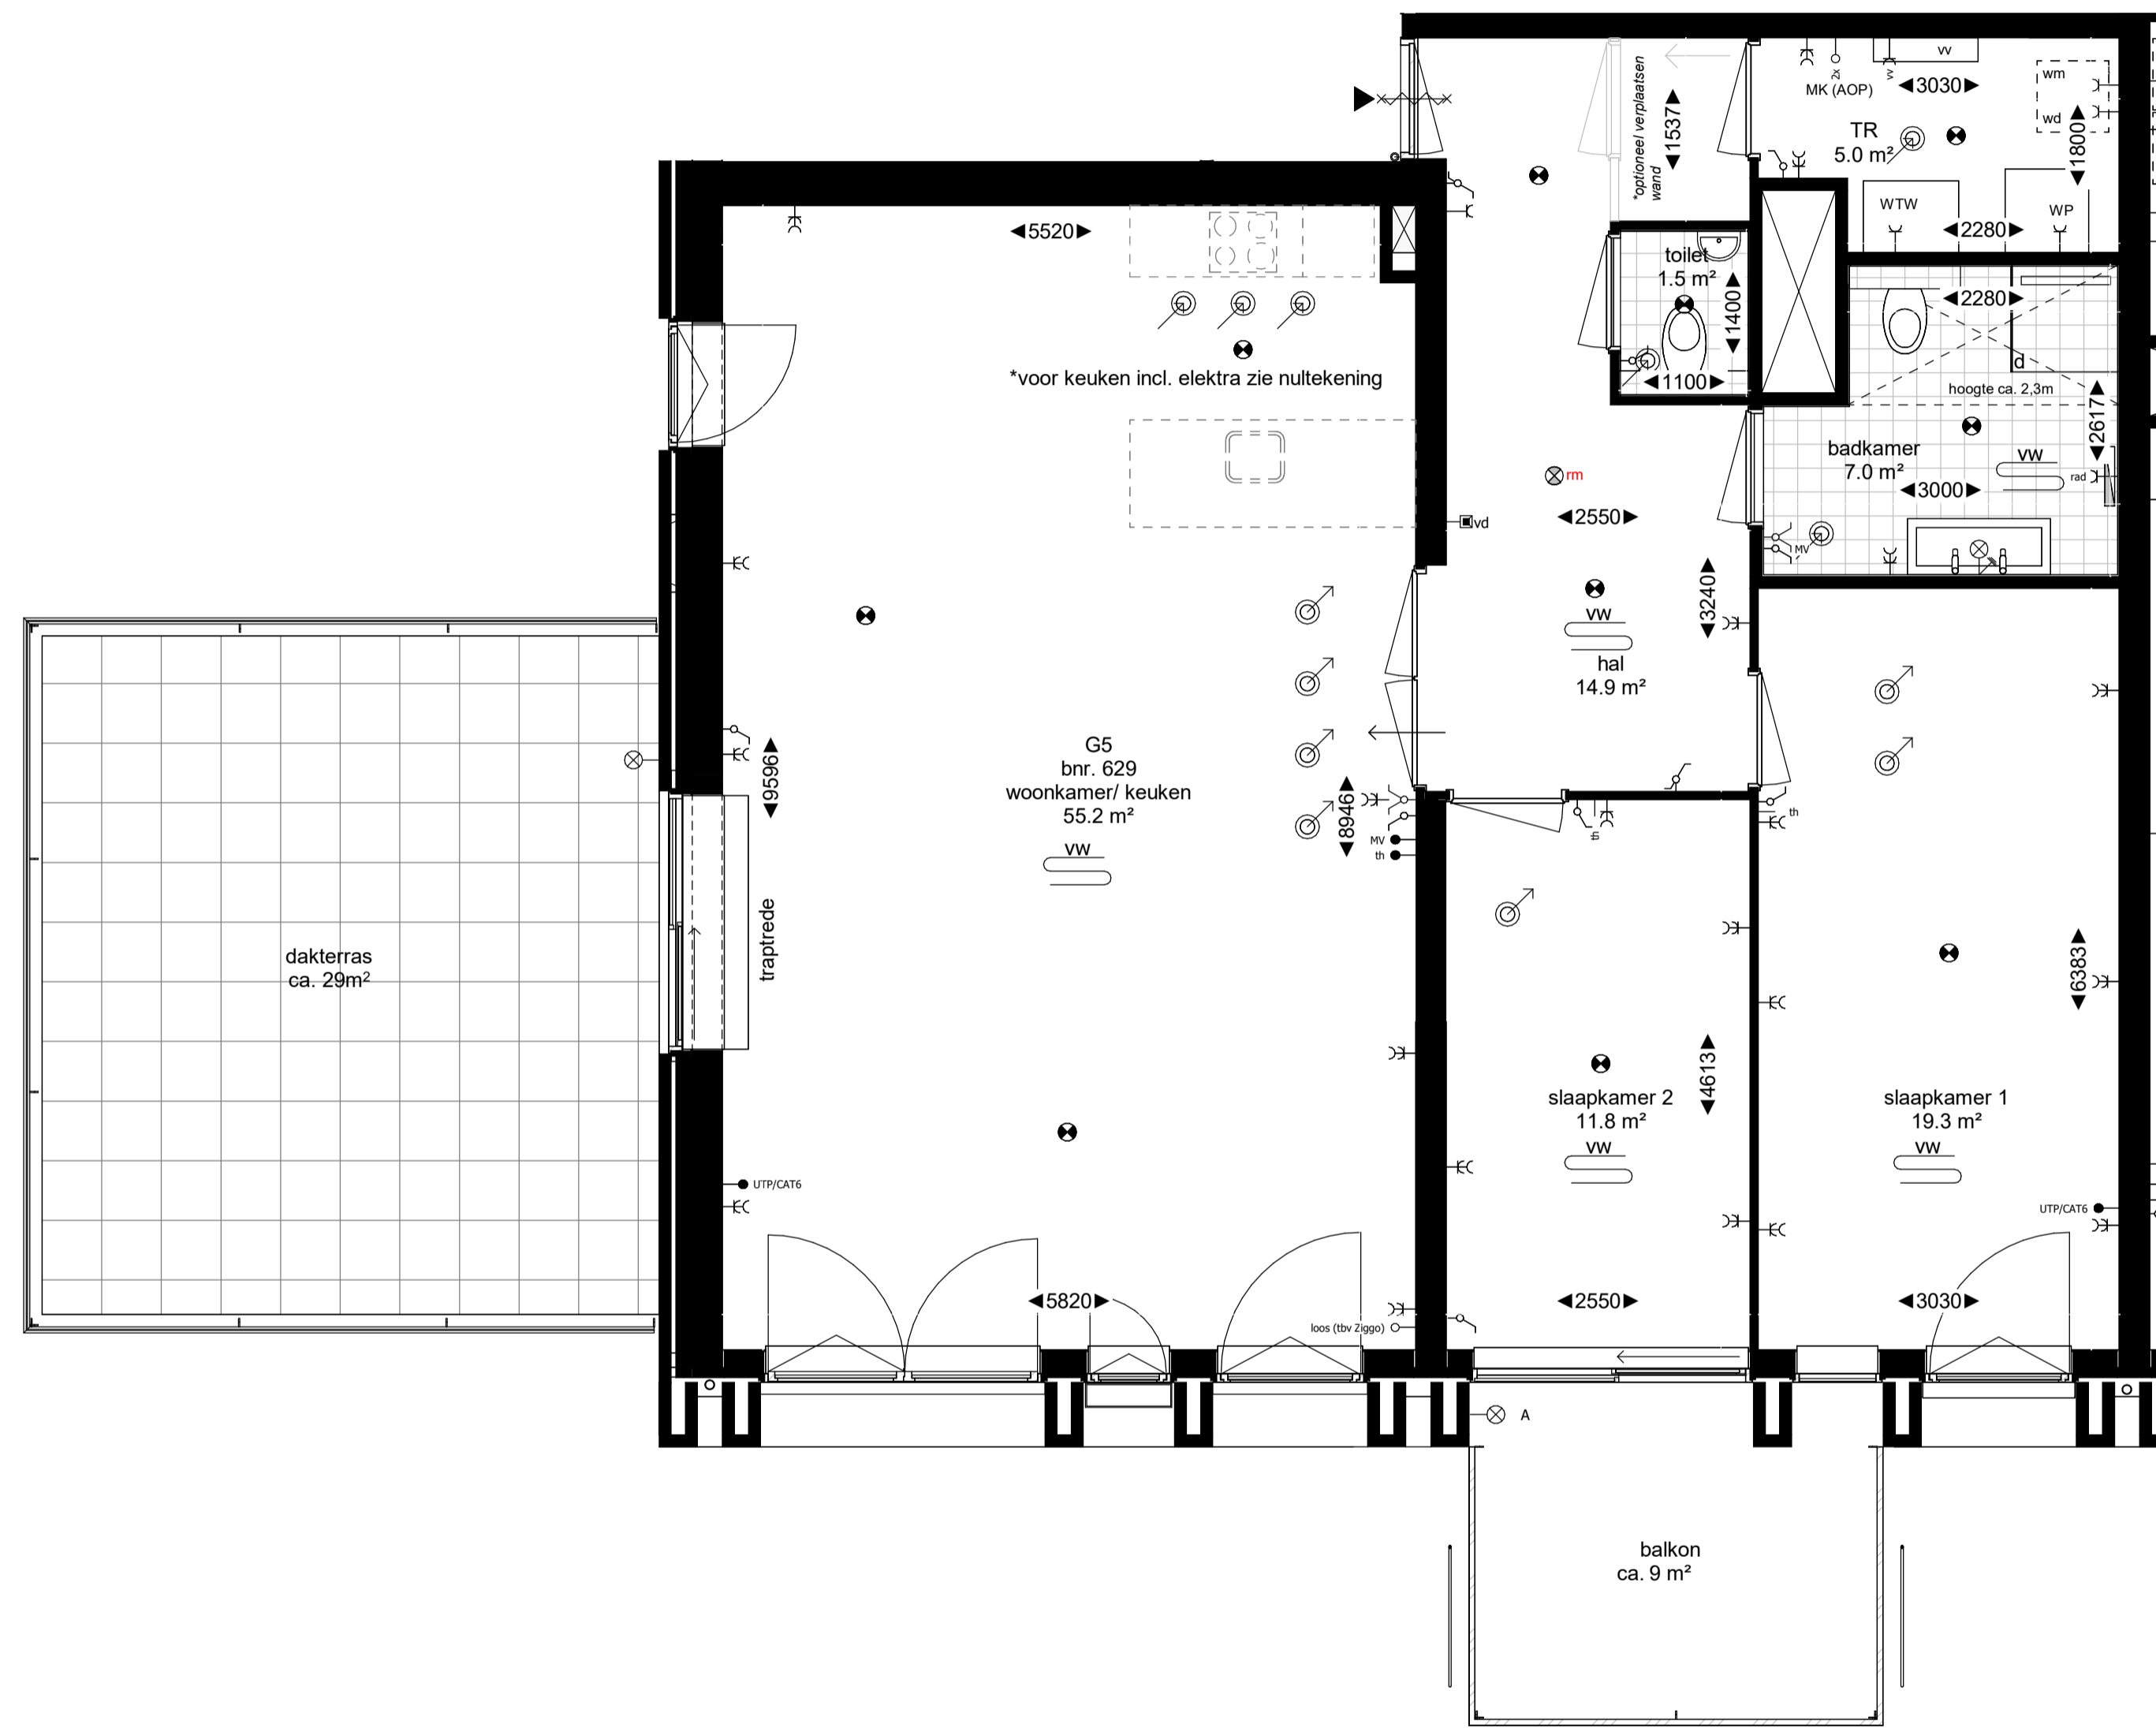 *optioneel verplaatsen
wand
1537
2x
vv
vv
MK (AOP)
3030
wm
wd
TR
5.0 m²
1800
WTW
WP
2280
5520
toilet
1.5 m²
1400
1100
2280
d
hoogte ca. 2,3m
*voor keuken incl. elektra zie nultekening
badkamer
7.0 m²
2617
vw
rad
3000
MV
rm
2550
vd
3240
vw
hal
14.9 m²
G5
bnr. 629
woonkamer/ keuken
55.2 m²
vw
9596
8946
MV
th
th
th
traptrede
dakterras
ca. 29m²
6383
4613
slaapkamer 2
11.8 m²
vw
slaapkamer 1
19.3 m²
vw
UTP/CAT6
UTP/CAT6
5820
2550
3030
loos (tbv Ziggo)
A
balkon
ca. 9 m²